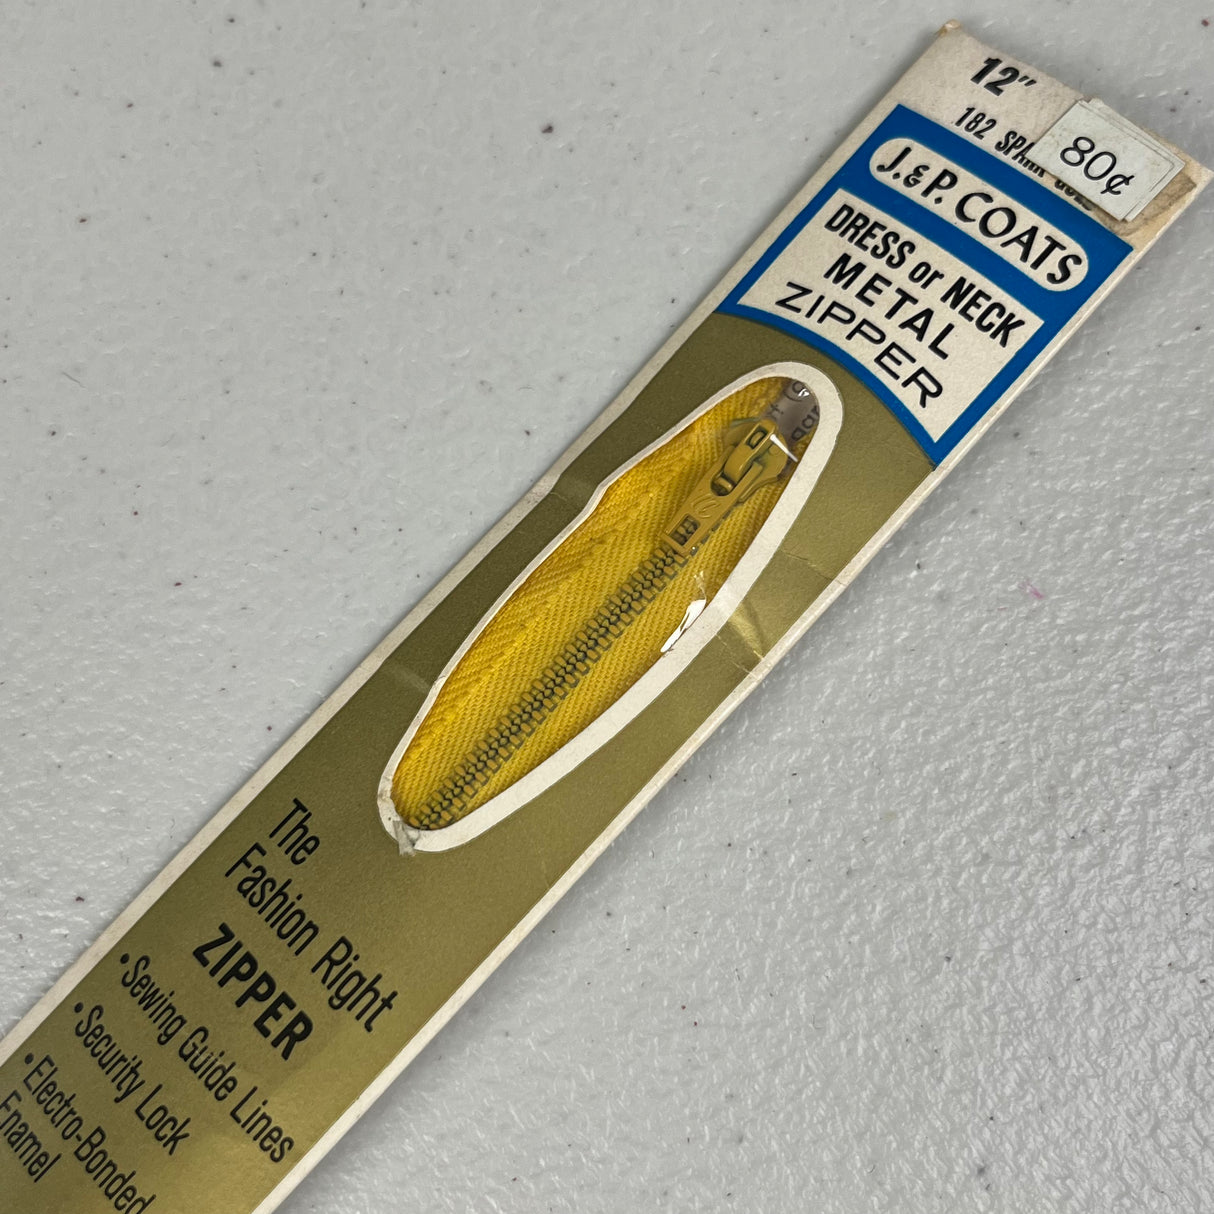 12"
182
80¢
J.&P. COATS
DRESS or NECK
METAL
ZIPPER
The
Fashion Right
ZIPPER
•Sewing Guide Lines
•Security Lock
•Electro-Bonded
Enamel